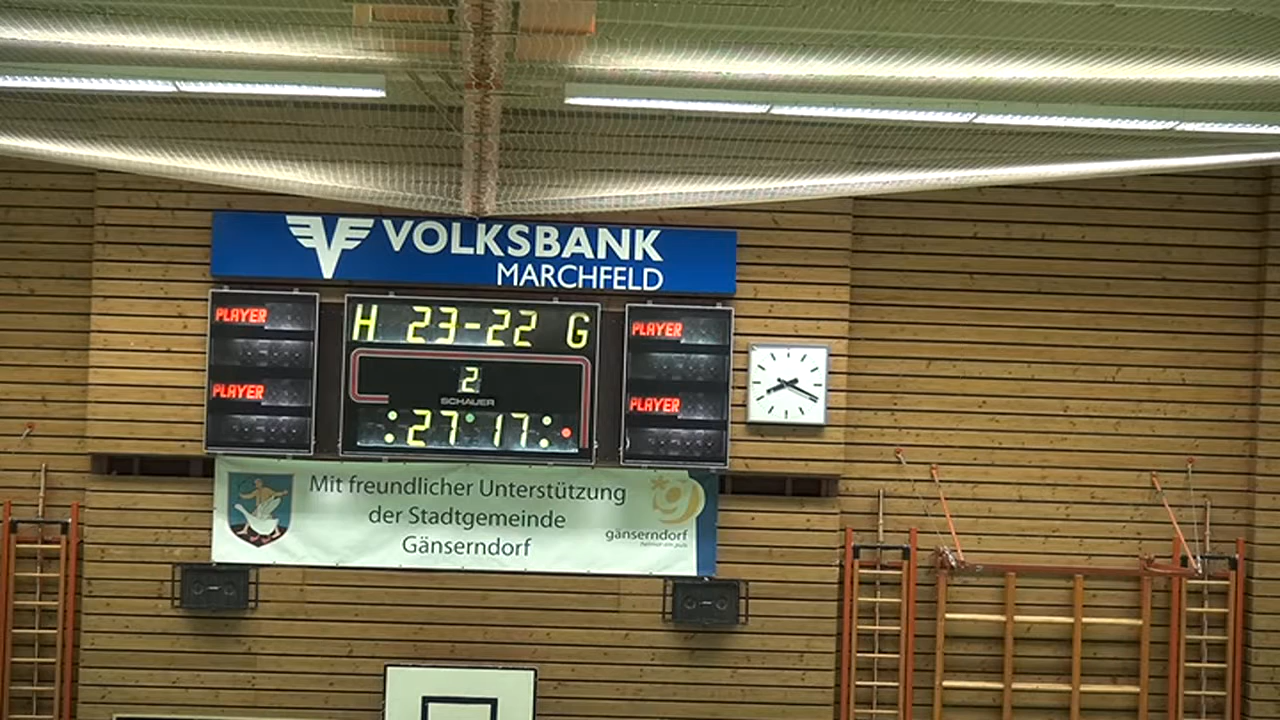 VOLKSBANK
MARCHFELD
PLAYER
H 23-22 G
PLAYER
2
SCHAUER
PLAYER
PLAYER
:27 17:
Mit freundlicher Unterstützung
der Stadtgemeinde
Gänserndorf
gänserndorf